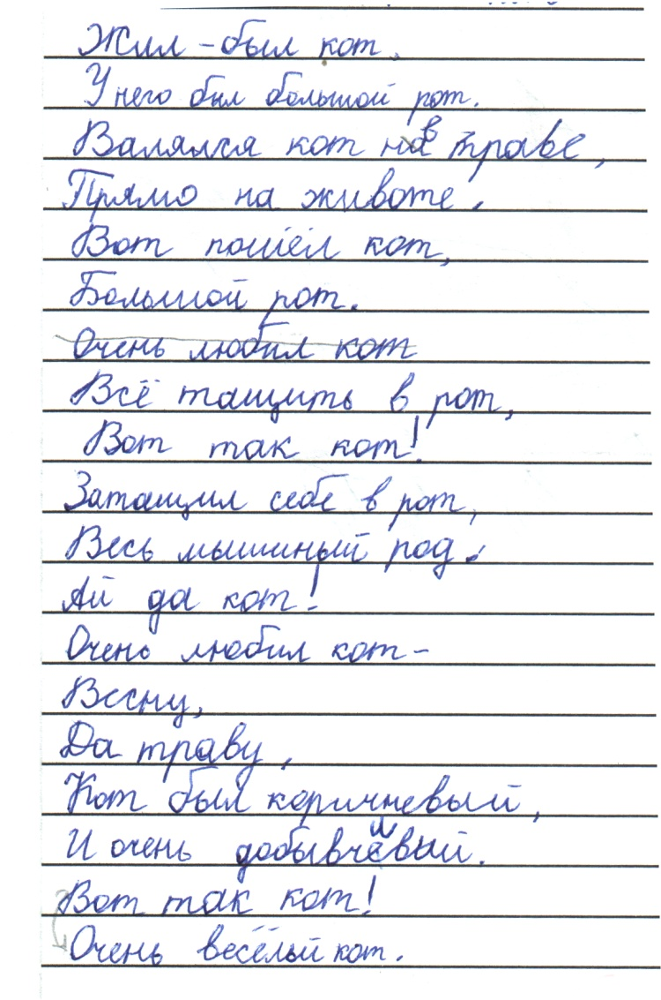 Жил-был кот.
У него был большой рот.
Валялся кот в траве,
Прямо на животе.
Вот пошёл кот,
Большой рот.
Очень любил кот
Всё тащить в рот,
Вот так кот!
Затащил себе в рот,
Весь мышиный род.
Ай да кот!
Очень любил кот-
Весну,
Да траву,
Кот был коричневый,
И очень добывчивый.
Вот так кот!
Очень весёлый кот.